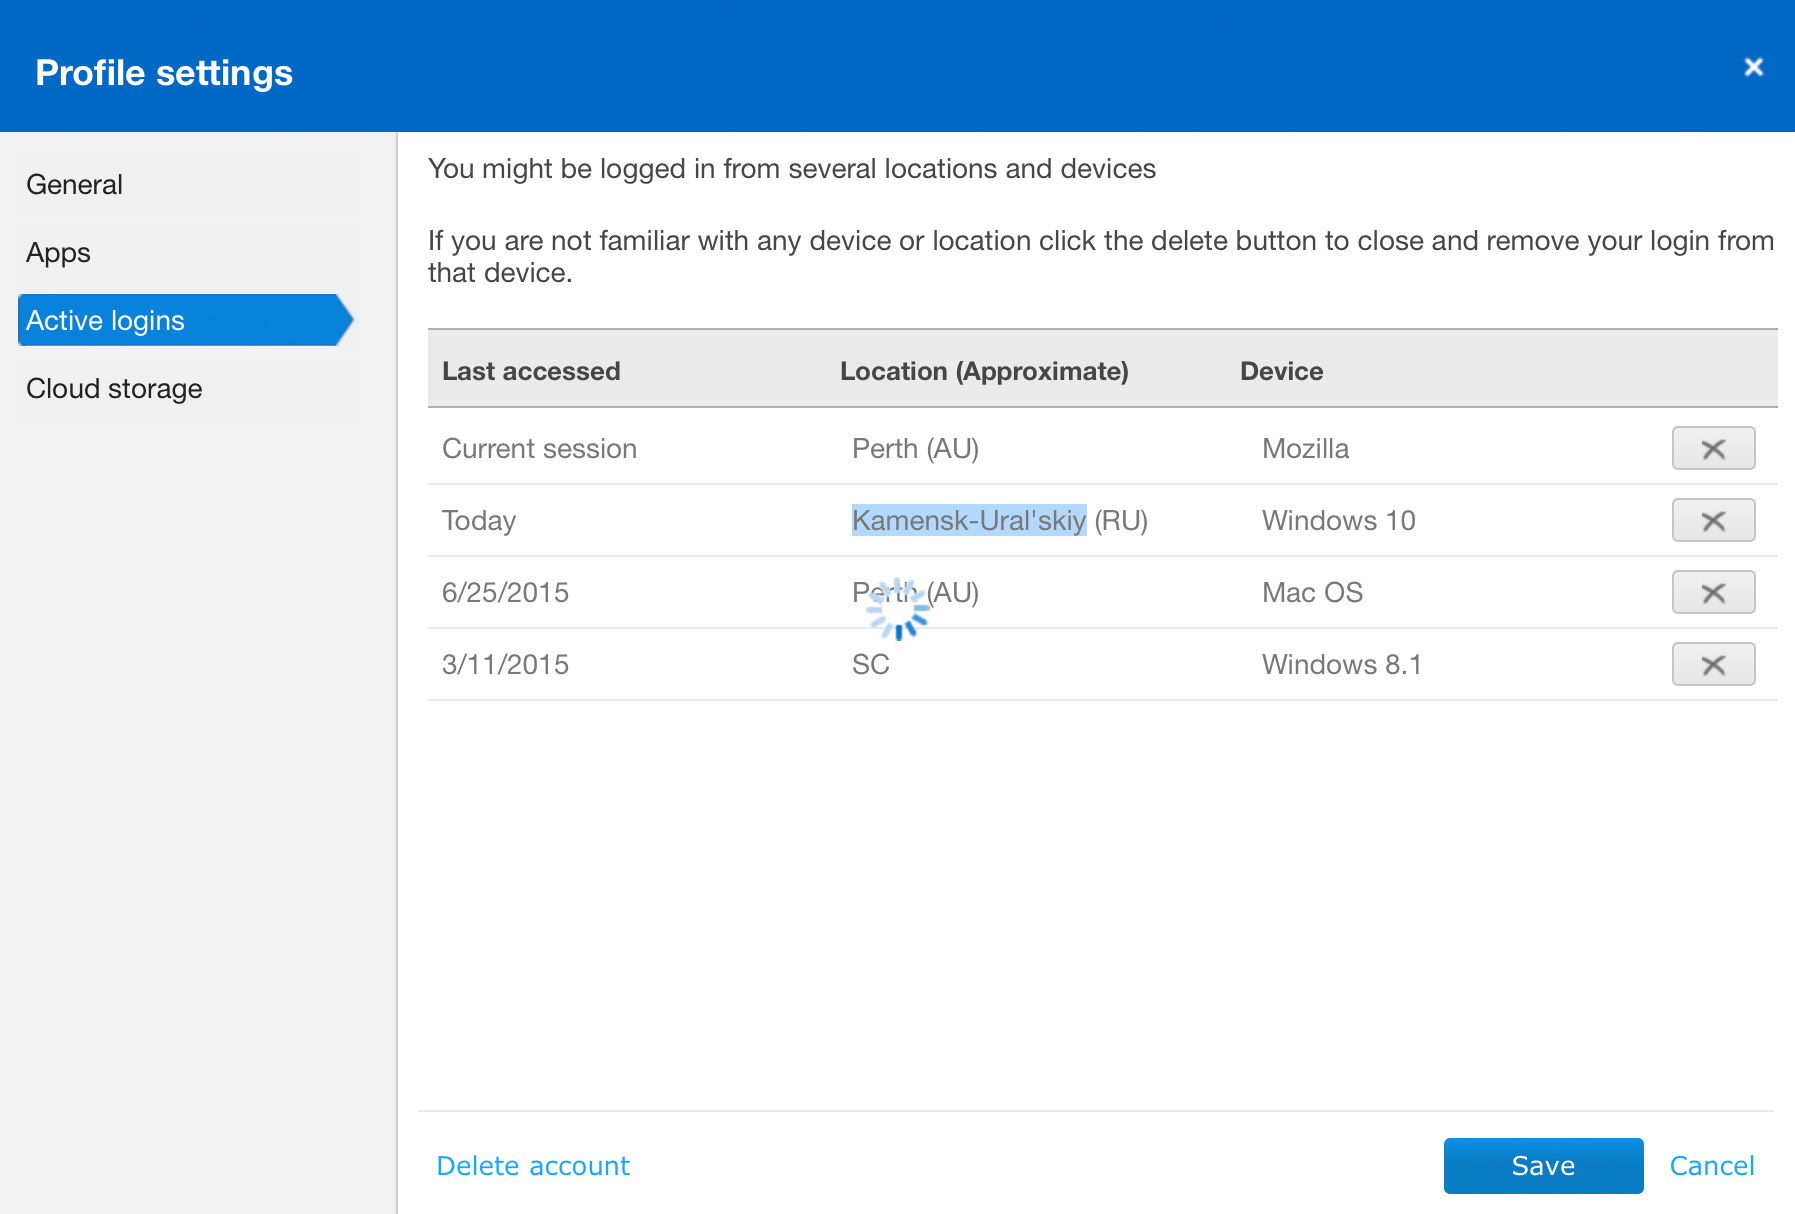 Profile settings
General
Apps
Active logins
Cloud storage
You might be logged in from several locations and devices
If you are not familiar with any device or location click the delete button to close and remove your login from
that device.
Last accessed Location (Approximate) Device
Current session Perth (AU) Mozilla
Today Kamensk-Ural'skiy (RU) Windows 10
6/25/2015 Perth (AU) Mac OS
3/11/2015 SC Windows 8.1
Delete account Save Cancel